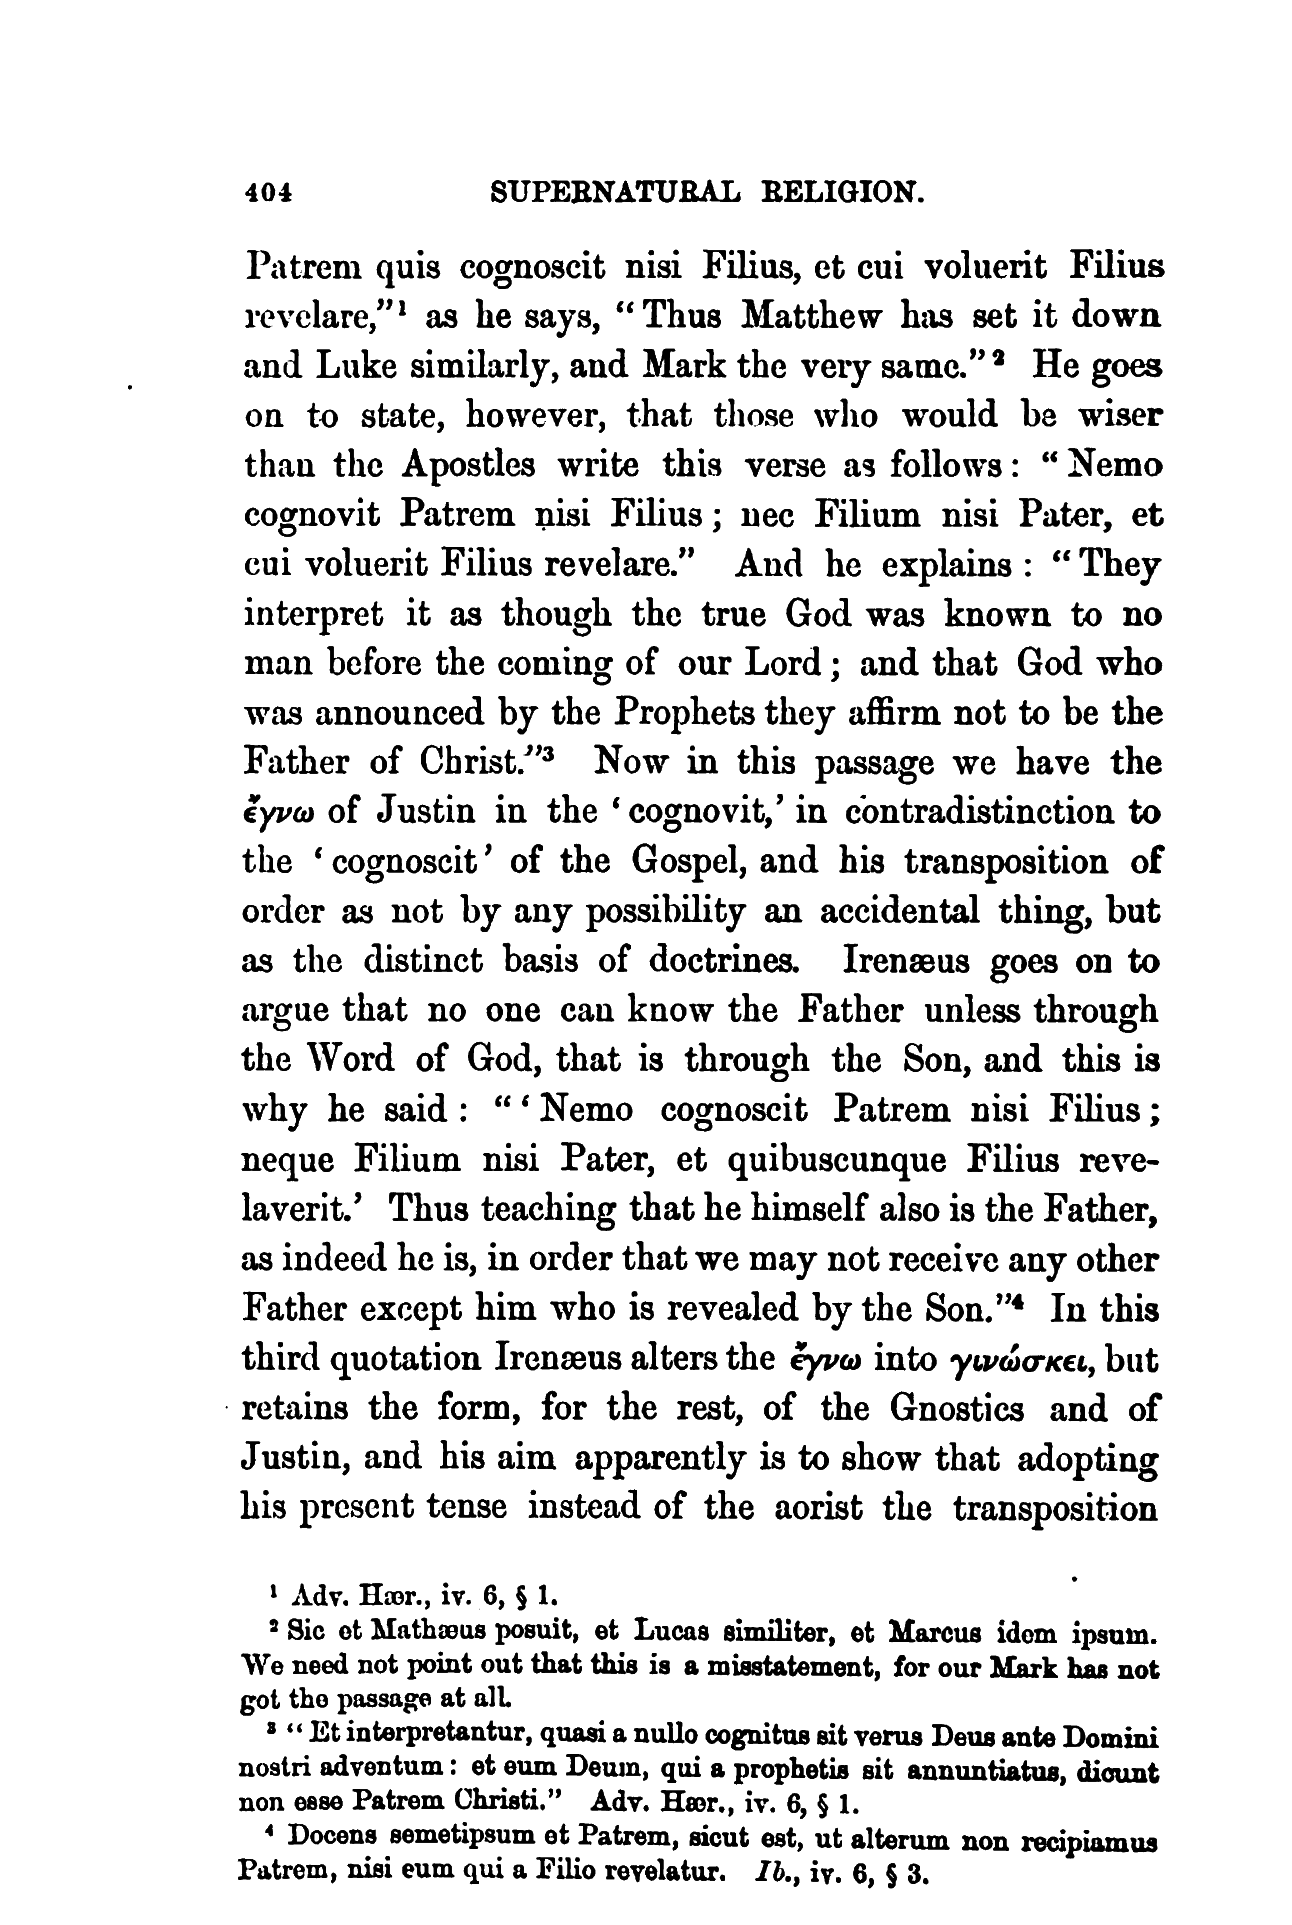 404 SUPERNATURAL RELIGION.
Patrem quis cognoscit nisi Filius, et cui voluerit Filius
revelare,”¹ as he says, “Thus Matthew has set it down
and Luke similarly, and Mark the very same.”² He goes
on to state, however, that those who would be wiser
than the Apostles write this verse as follows: “Nemo
cognovit Patrem nisi Filius; nec Filium nisi Pater, et
cui voluerit Filius revelare.” And he explains: “They
interpret it as though the true God was known to no
man before the coming of our Lord; and that God who
was announced by the Prophets they affirm not to be the
Father of Christ.”³ Now in this passage we have the
ἔγνω of Justin in the ‘cognovit,’ in contradistinction to
the ‘cognoscit’ of the Gospel, and his transposition of
order as not by any possibility an accidental thing, but
as the distinct basis of doctrines. Irenæus goes on to
argue that no one can know the Father unless through
the Word of God, that is through the Son, and this is
why he said: “‘Nemo cognoscit Patrem nisi Filius;
neque Filium nisi Pater, et quibuscunque Filius reve-
laverit.’ Thus teaching that he himself also is the Father,
as indeed he is, in order that we may not receive any other
Father except him who is revealed by the Son.”⁴ In this
third quotation Irenæus alters the ἔγνω into γινώσκει, but
retains the form, for the rest, of the Gnostics and of
Justin, and his aim apparently is to show that adopting
his present tense instead of the aorist the transposition
¹ Adv. Hær., iv. 6, § 1.
² Sic et Mathæus posuit, et Lucas similiter, et Marcus idem ipsum.
We need not point out that this is a misstatement, for our Mark has not
got the passage at all.
³ “Et interpretantur, quasi a nullo cognitus sit verus Deus ante Domini
nostri adventum: et eum Deum, qui a prophetis sit annuntiatus, dicunt
non esse Patrem Christi.” Adv. Hær., iv. 6, § 1.
⁴ Docens semetipsum et Patrem, sicut est, ut alterum non recipiamus
Patrem, nisi eum qui a Filio revelatur. Ib., iv. 6, § 3.